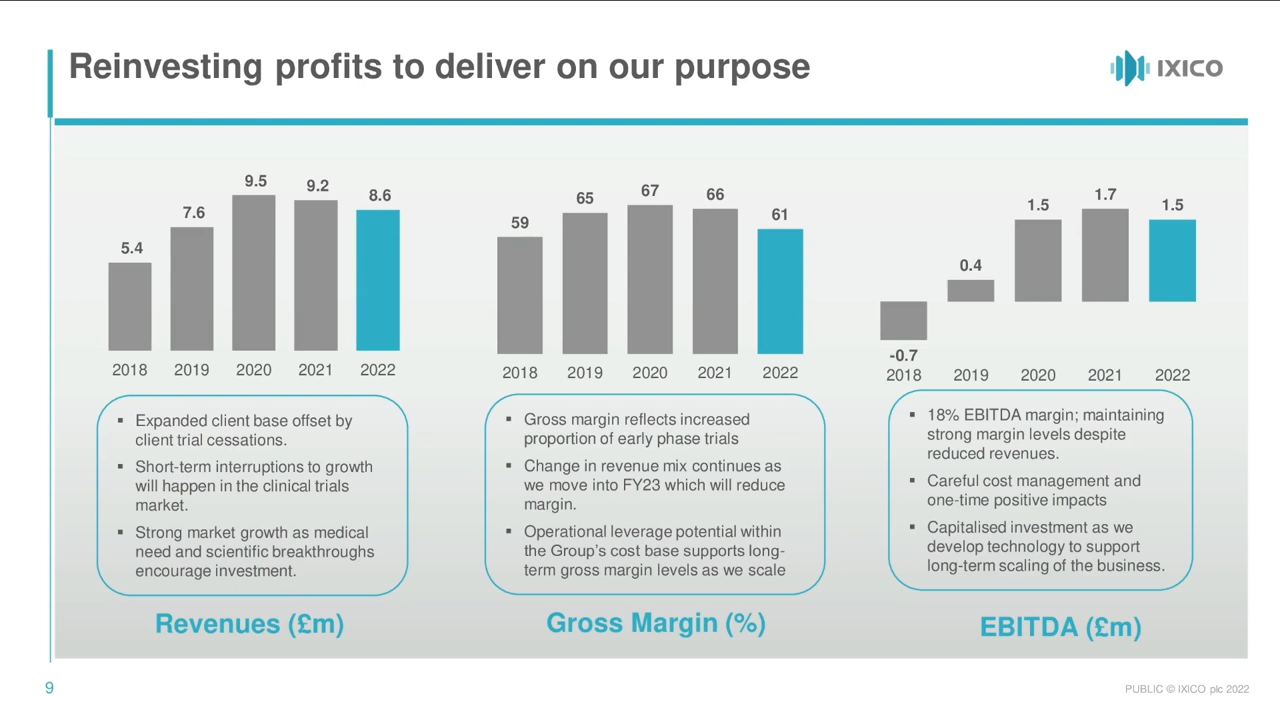 Reinvesting profits to deliver on our purpose
IXICO
5.4
7.6
9.5
9.2
8.6
2018
2019
2020
2021
2022
Expanded client base offset by
client trial cessations.
Short-term interruptions to growth
will happen in the clinical trials
market.
Strong market growth as medical
need and scientific breakthroughs
encourage investment.
Revenues (£m)
59
65
67
66
61
2018
2019
2020
2021
2022
Gross margin reflects increased
proportion of early phase trials
Change in revenue mix continues as
we move into FY23 which will reduce
margin.
Operational leverage potential within
the Group's cost base supports long-
term gross margin levels as we scale
Gross Margin (%)
-0.7
0.4
1.5
1.7
1.5
2018
2019
2020
2021
2022
18% EBITDA margin; maintaining
strong margin levels despite
reduced revenues.
Careful cost management and
one-time positive impacts
Capitalised investment as we
develop technology to support
long-term scaling of the business.
EBITDA (£m)
9
PUBLIC © IXICO plc 2022